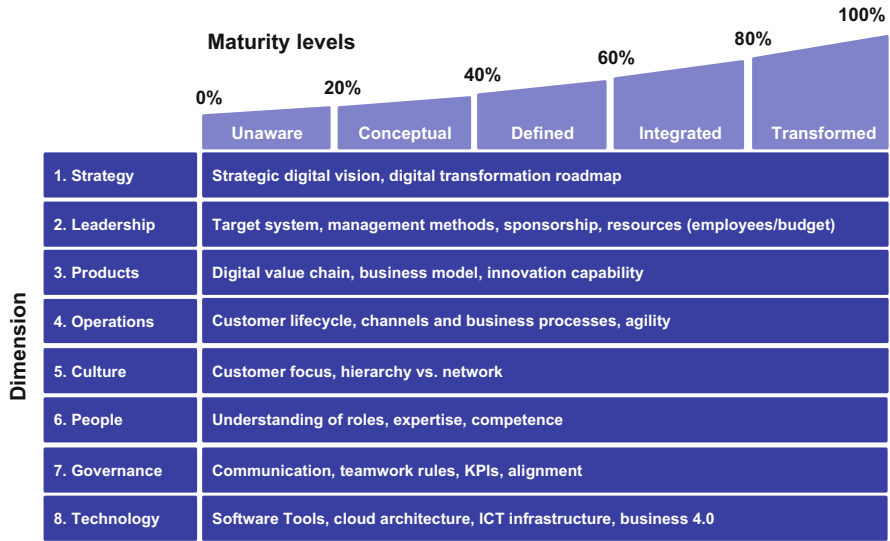 Maturity levels
0% 20% 40% 60% 80% 100%
Unaware Conceptual Defined Integrated Transformed
Dimension
1. Strategy Strategic digital vision, digital transformation roadmap
2. Leadership Target system, management methods, sponsorship, resources (employees/budget)
3. Products Digital value chain, business model, innovation capability
4. Operations Customer lifecycle, channels and business processes, agility
5. Culture Customer focus, hierarchy vs. network
6. People Understanding of roles, expertise, competence
7. Governance Communication, teamwork rules, KPIs, alignment
8. Technology Software Tools, cloud architecture, ICT infrastructure, business 4.0